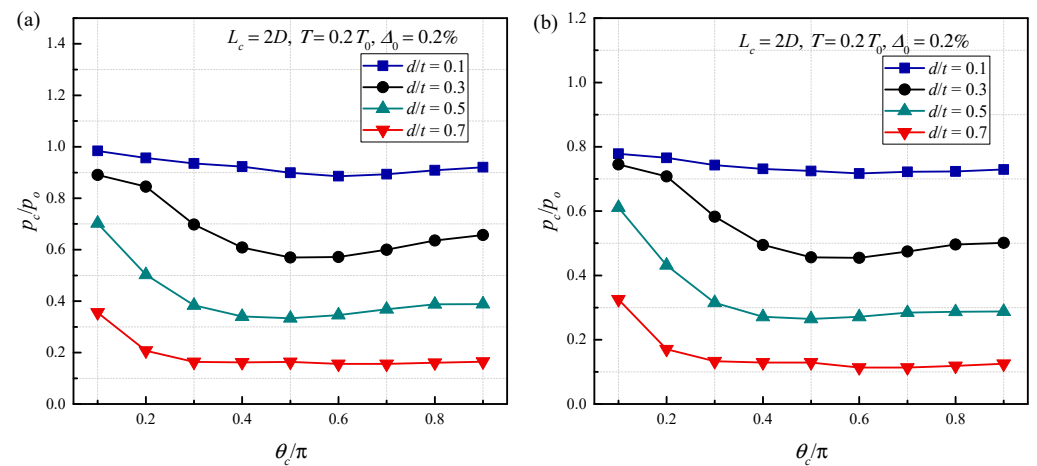 (a)
L_c = 2D, T = 0.2 T_0, Δ_0 = 0.2%
d/t = 0.1
d/t = 0.3
d/t = 0.5
d/t = 0.7
p_c/p_o
1.4
1.2
1.0
0.8
0.6
0.4
0.2
0.0
0.2
0.4
0.6
0.8
θ_c/π
(b)
L_c = 2D, T = 0.2 T_0, Δ_0 = 0.2%
d/t = 0.1
d/t = 0.3
d/t = 0.5
d/t = 0.7
p_c/p_o
1.2
1.0
0.8
0.6
0.4
0.2
0.0
0.2
0.4
0.6
0.8
θ_c/π